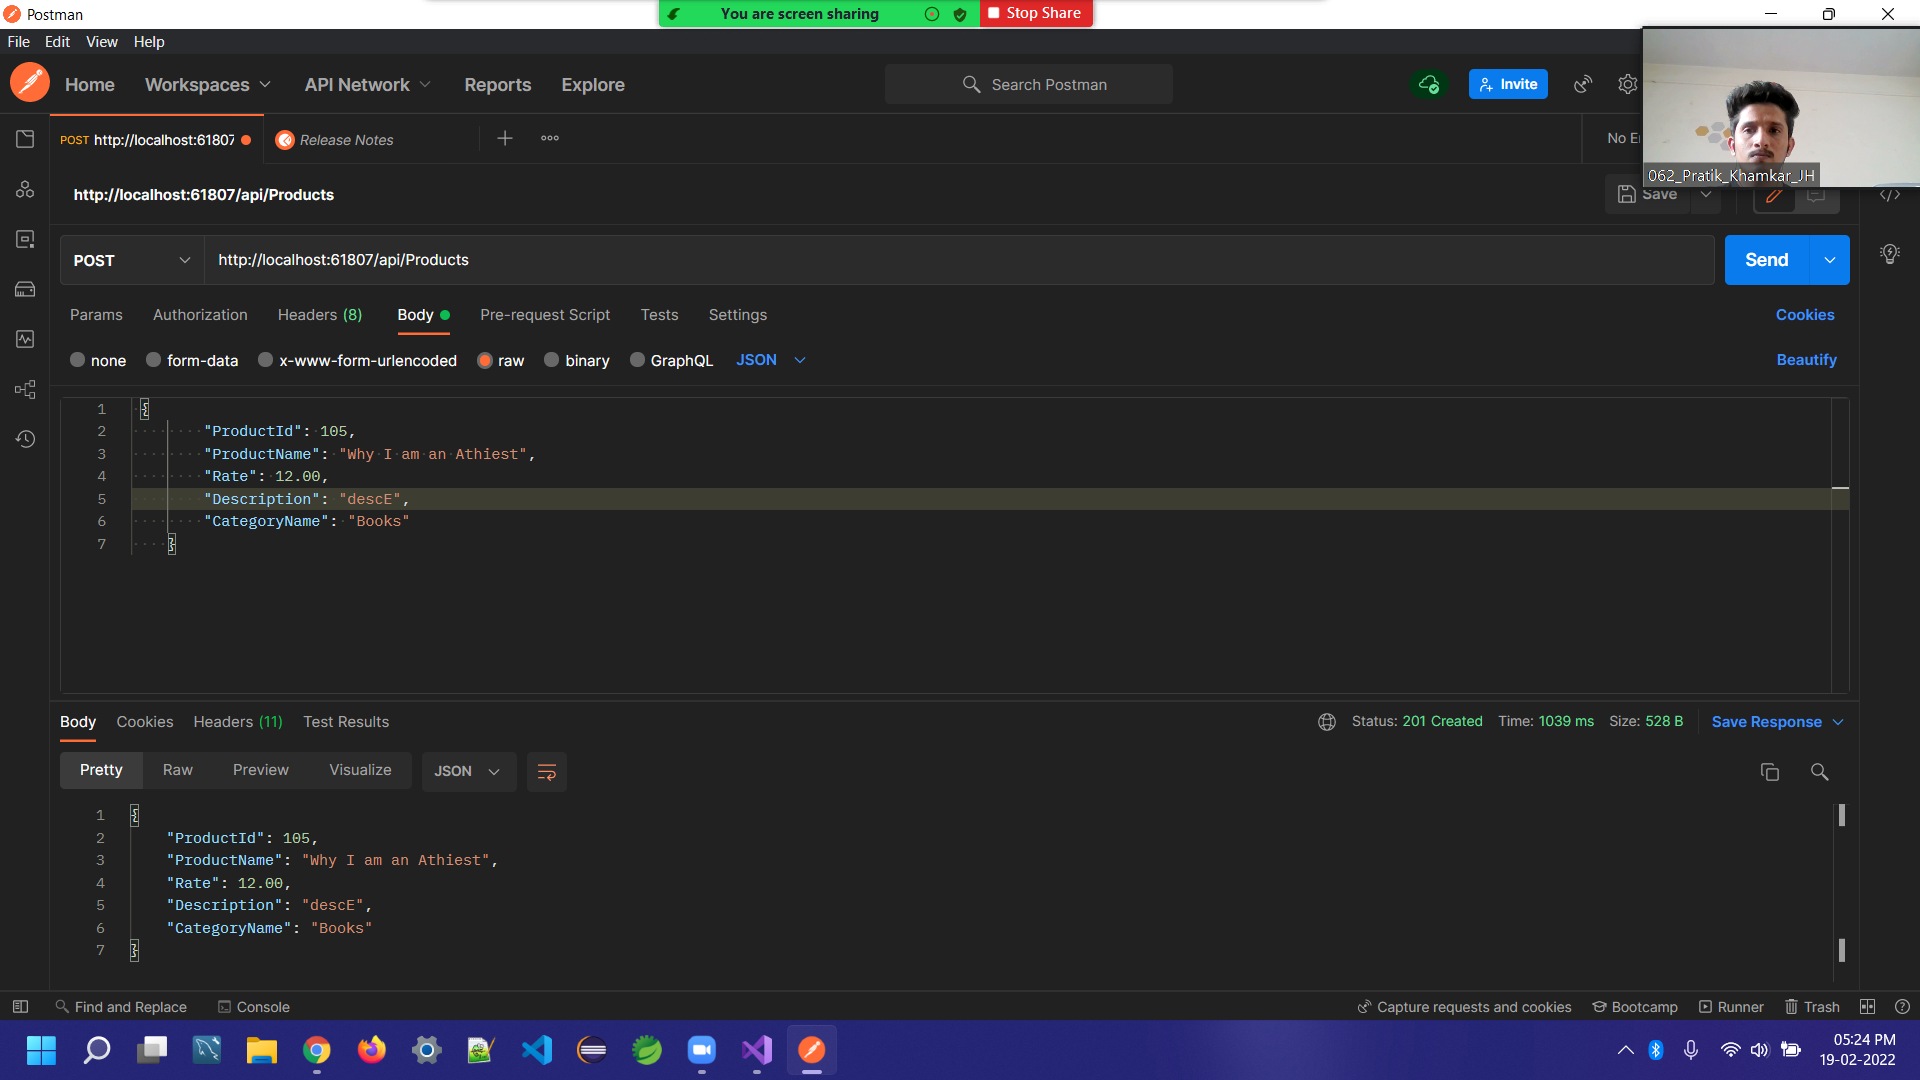 Postman
You are screen sharing
Stop Share
File Edit View Help
Home Workspaces API Network Reports Explore
Search Postman
Invite
POST http://localhost:61807
Release Notes
No E
062_Pratik_Khamkar_JH
http://localhost:61807/api/Products
Save
POST
http://localhost:61807/api/Products
Send
Params Authorization Headers (8) Body Pre-request Script Tests Settings
Cookies
none form-data x-www-form-urlencoded raw binary GraphQL JSON
Beautify
1 {
2 "ProductId": 105,
3 "ProductName": "Why I am an Athiest",
4 "Rate": 12.00,
5 "Description": "descE",
6 "CategoryName": "Books"
7 }
Body Cookies Headers (11) Test Results
Status: 201 Created Time: 1039 ms Size: 528 B Save Response
Pretty Raw Preview Visualize JSON
1 {
2 "ProductId": 105,
3 "ProductName": "Why I am an Athiest",
4 "Rate": 12.00,
5 "Description": "descE",
6 "CategoryName": "Books"
7 }
Find and Replace Console
Capture requests and cookies Bootcamp Runner Trash
05:24 PM
19-02-2022